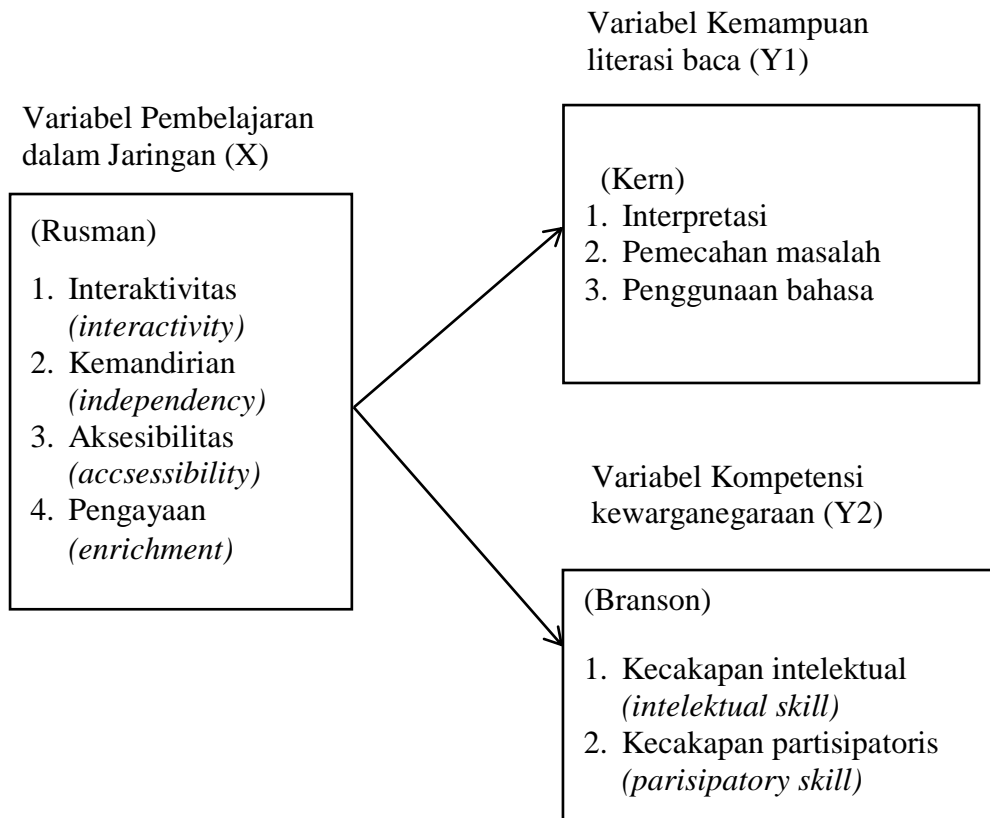 Variabel Kemampuan
literasi baca (Y1)
Variabel Pembelajaran
dalam Jaringan (X)
(Kern)
1. Interpretasi
2. Pemecahan masalah
3. Penggunaan bahasa
(Rusman)
1. Interaktivitas
(interactivity)
2. Kemandirian
(independency)
3. Aksesibilitas
(accsessibility)
4. Pengayaan
(enrichment)
Variabel Kompetensi
kewarganegaraan (Y2)
(Branson)
1. Kecakapan intelektual
(intelektual skill)
2. Kecakapan partisipatoris
(parisipatory skill)